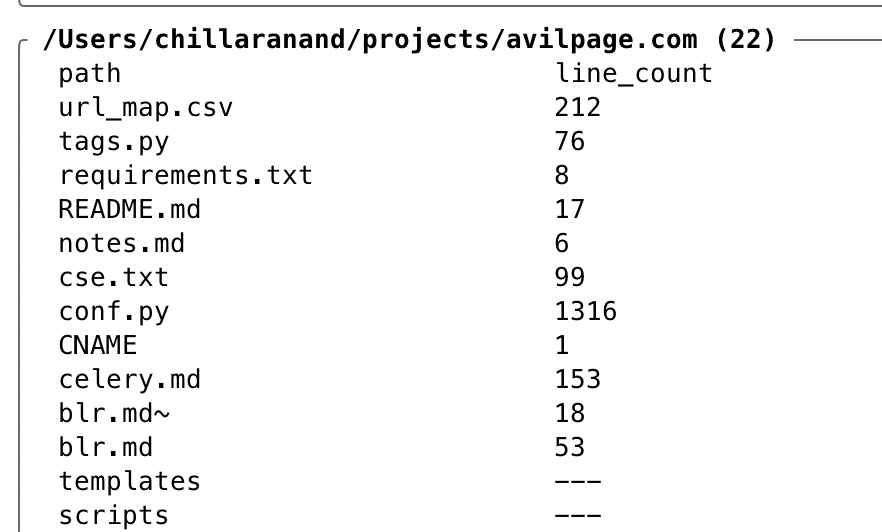 /Users/chillaranand/projects/avilpage.com (22)
path line_count
url_map.csv 212
tags.py 76
requirements.txt 8
README.md 17
notes.md 6
cse.txt 99
conf.py 1316
CNAME 1
celery.md 153
blr.md~ 18
blr.md 53
templates ---
scripts ---